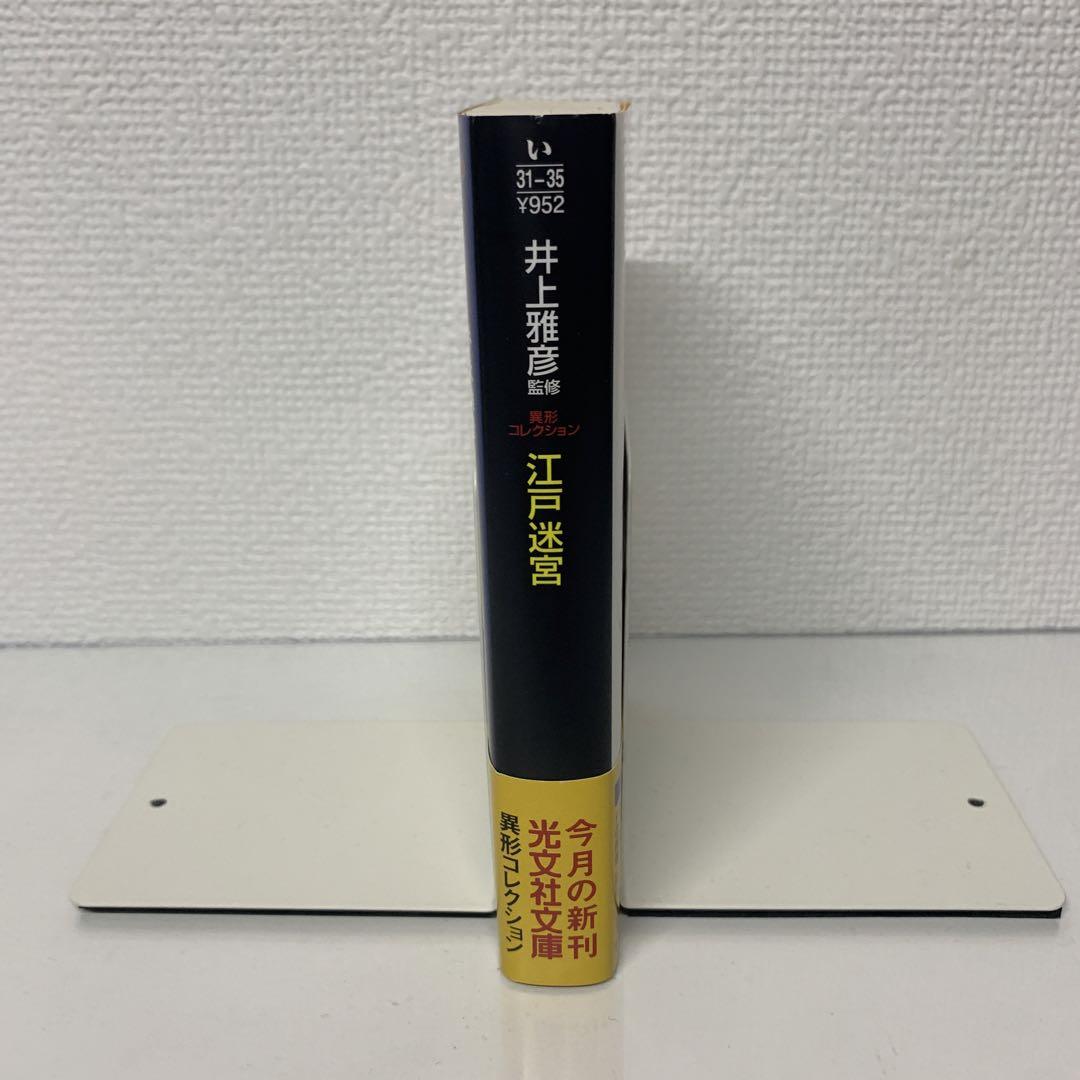 い
31-35
¥952
井上雅彦
監修
異形
コレクション
江戸迷宮
今月の新刊
光文社文庫
異形コレクション